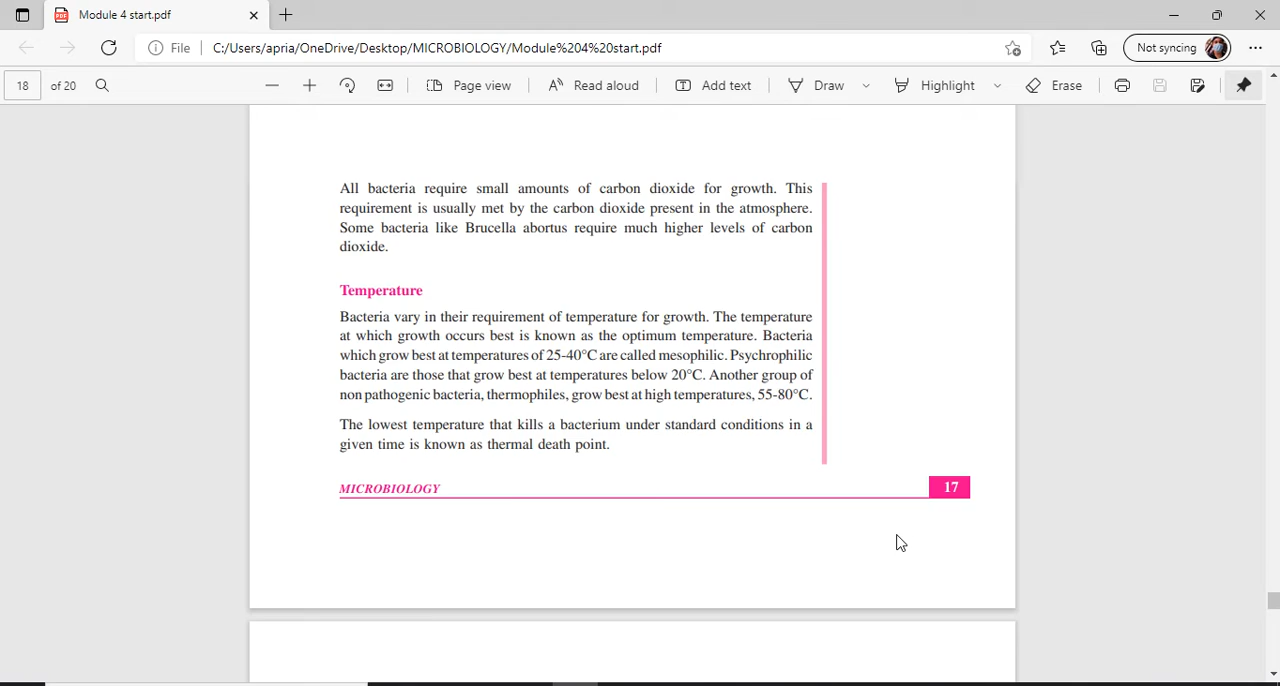 Module 4 start.pdf
File
C:/Users/apria/OneDrive/Desktop/MICROBIOLOGY/Module%204%20start.pdf
Not syncing
18 of 20
Page view
Read aloud
Add text
Draw
Highlight
Erase
All bacteria require small amounts of carbon dioxide for growth. This
requirement is usually met by the carbon dioxide present in the atmosphere.
Some bacteria like Brucella abortus require much higher levels of carbon
dioxide.
Temperature
Bacteria vary in their requirement of temperature for growth. The temperature
at which growth occurs best is known as the optimum temperature. Bacteria
which grow best at temperatures of 25-40°C are called mesophilic. Psychrophilic
bacteria are those that grow best at temperatures below 20°C. Another group of
non pathogenic bacteria, thermophiles, grow best at high temperatures, 55-80°C.
The lowest temperature that kills a bacterium under standard conditions in a
given time is known as thermal death point.
MICROBIOLOGY
17